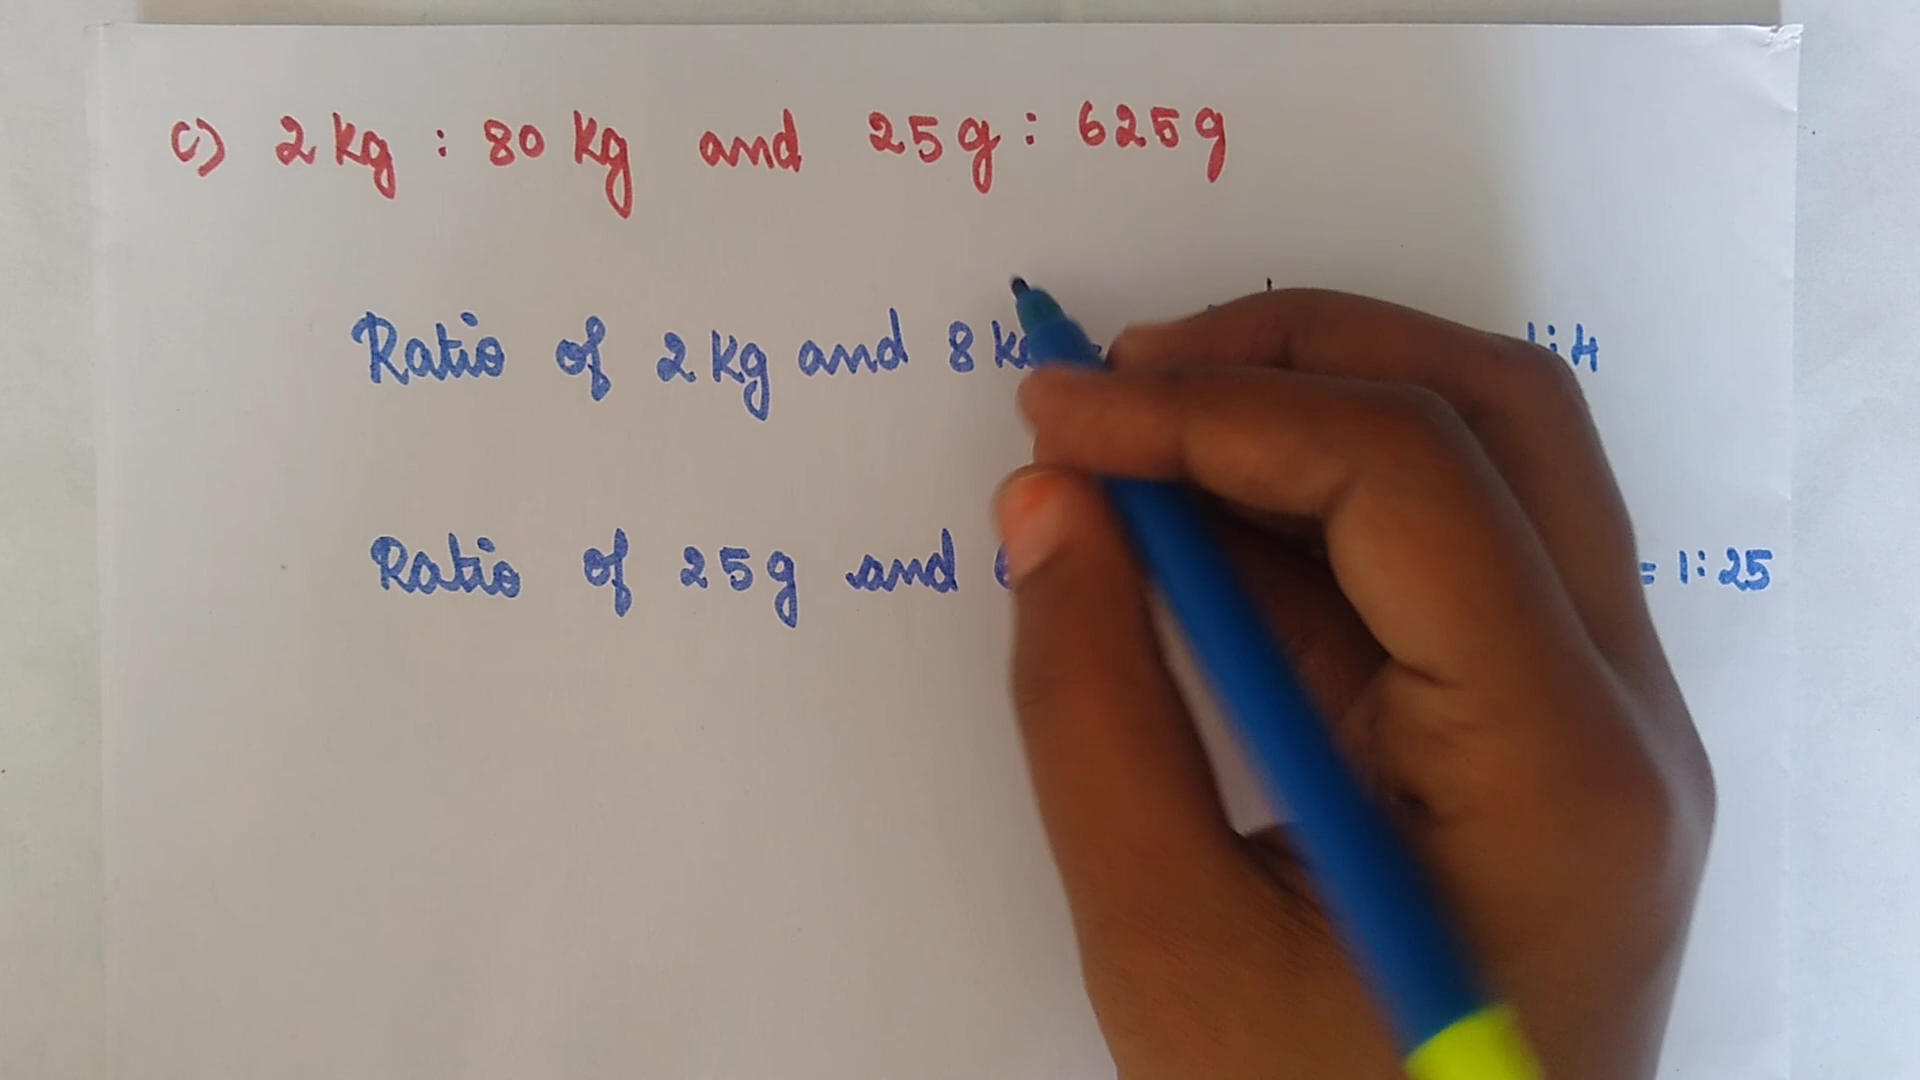 c) 2 kg : 80 kg and 25 g : 625 g
Ratio of 2 kg and 8 1:4
Ratio of 25 g and = 1:25